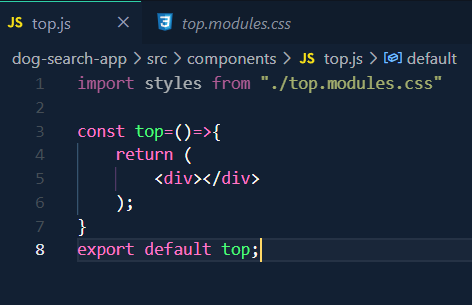 JS top.js × top.modules.css
dog-search-app > src > components > JS top.js > default
1 import styles from "./top.modules.css"
2
3 const top=()=>{
4 return (
5 <div></div>
6 );
7 }
8 export default top;